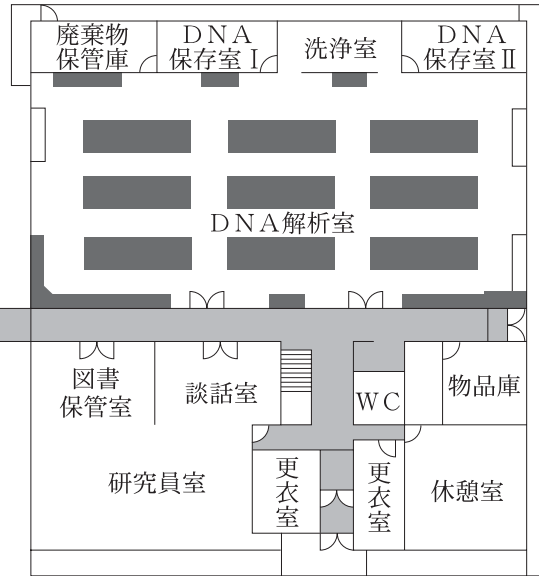 廃棄物
保管庫
DNA
保存室Ⅰ
洗浄室
DNA
保存室Ⅱ
DNA解析室
図書
保管室
談話室
WC
物品庫
研究員室
更衣室
更衣室
休憩室